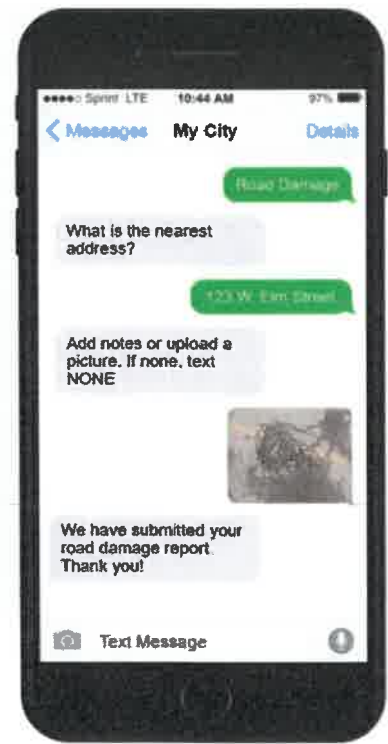 Sprint LTE 10:44 AM 97%
Messages My City Details
Road Damage
What is the nearest
address?
123 W. Elm Street
Add notes or upload a
picture. If none, text
NONE
We have submitted your
road damage report.
Thank you!
Text Message